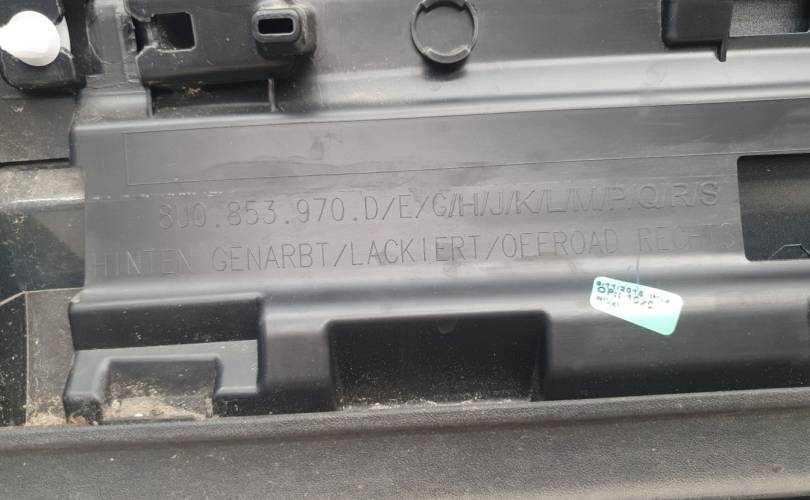 8U0.853.970.D/E/G/H/J/K/L/M/P/Q/R/S
HINTEN GENARBT/LACKIERT/OFFROAD RECHTS